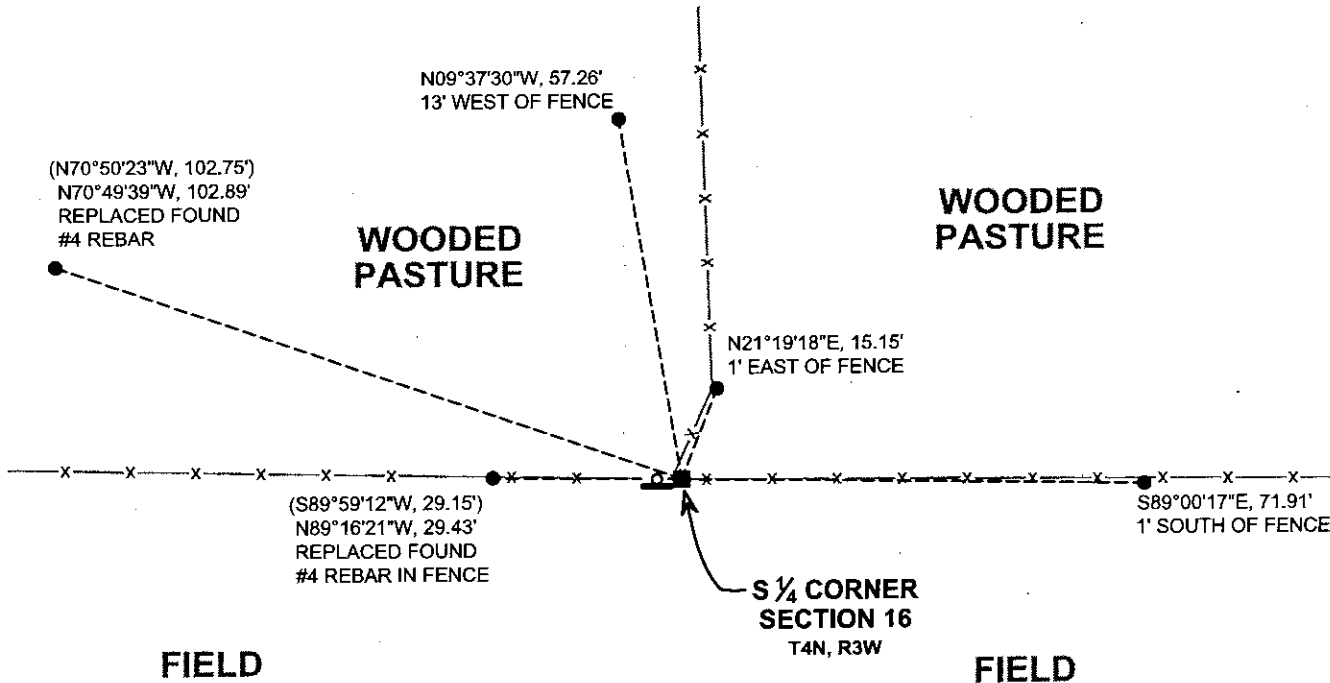 N09°37'30"W, 57.26'
13' WEST OF FENCE
(N70°50'23"W, 102.75')
N70°49'39"W, 102.89'
REPLACED FOUND
#4 REBAR
WOODED
PASTURE
WOODED
PASTURE
N21°19'18"E, 15.15'
1' EAST OF FENCE
(S89°59'12"W, 29.15')
N89°16'21"W, 29.43'
REPLACED FOUND
#4 REBAR IN FENCE
S89°00'17"E, 71.91'
1' SOUTH OF FENCE
S ¼ CORNER
SECTION 16
T4N, R3W
FIELD
FIELD